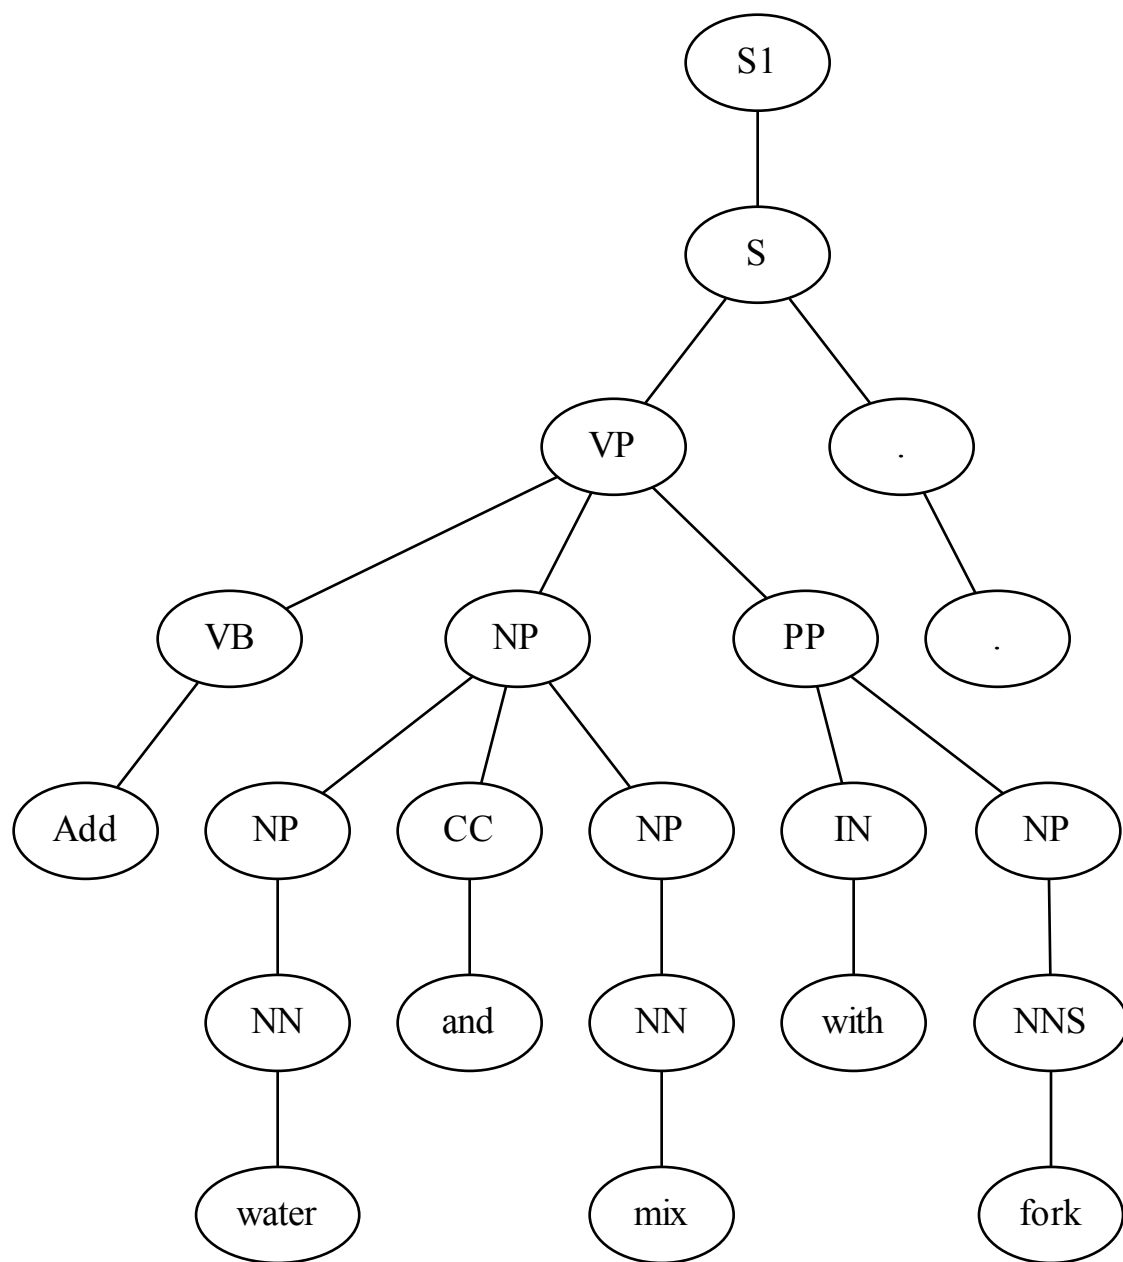 S1
S
VP .
VB NP PP .
Add NP CC NP IN NP
NN and NN with NNS
water mix fork